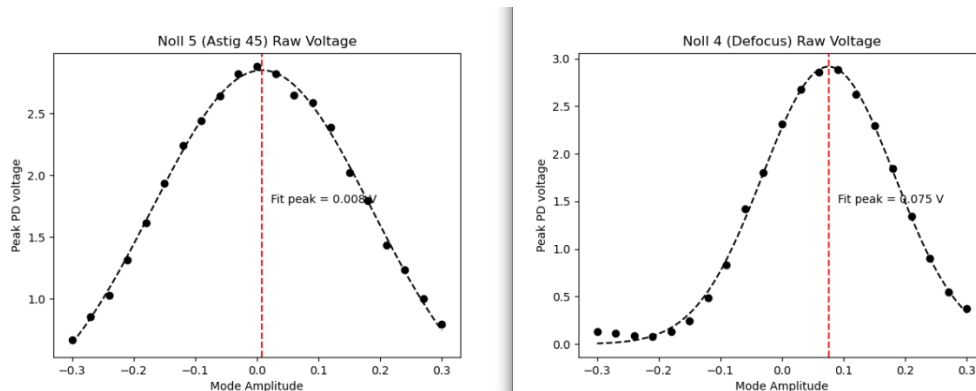 Noll 5 (Astig 45) Raw Voltage
Peak PD voltage
2.5
2.0
1.5
1.0
Fit peak = 0.008 V
−0.3 −0.2 −0.1 0.0 0.1 0.2 0.3
Mode Amplitude
Noll 4 (Defocus) Raw Voltage
Peak PD voltage
3.0
2.5
2.0
1.5
1.0
0.5
0.0
Fit peak = 0.075 V
−0.3 −0.2 −0.1 0.0 0.1 0.2 0.3
Mode Amplitude